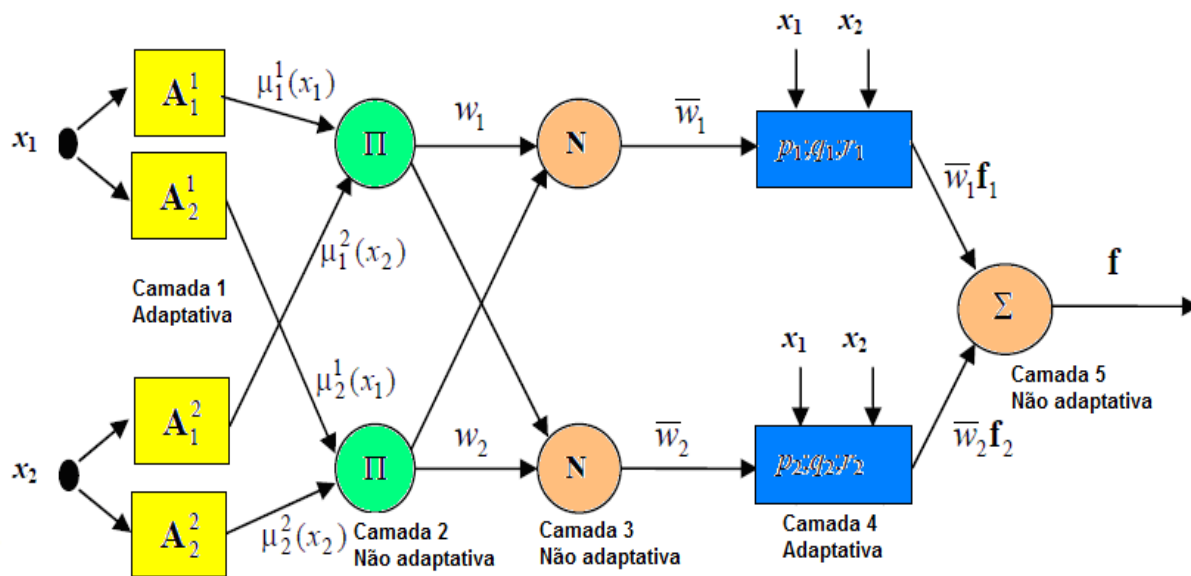 x₁ x₂
A₁¹
μ₁¹(x₁)
w₁
w̅₁
x₁
Π
N
p₁,q₁,r₁
A₂¹
w̅₁f₁
μ₁²(x₂)
Camada 1
Adaptativa
f
Σ
x₁ x₂
μ₂¹(x₁)
Camada 5
Não adaptativa
A₁²
w₂
w̅₂
w̅₂f₂
x₂
Π
N
p₂,q₂,r₂
A₂²
μ₂²(x₂)
Camada 2
Não adaptativa
Camada 3
Não adaptativa
Camada 4
Adaptativa